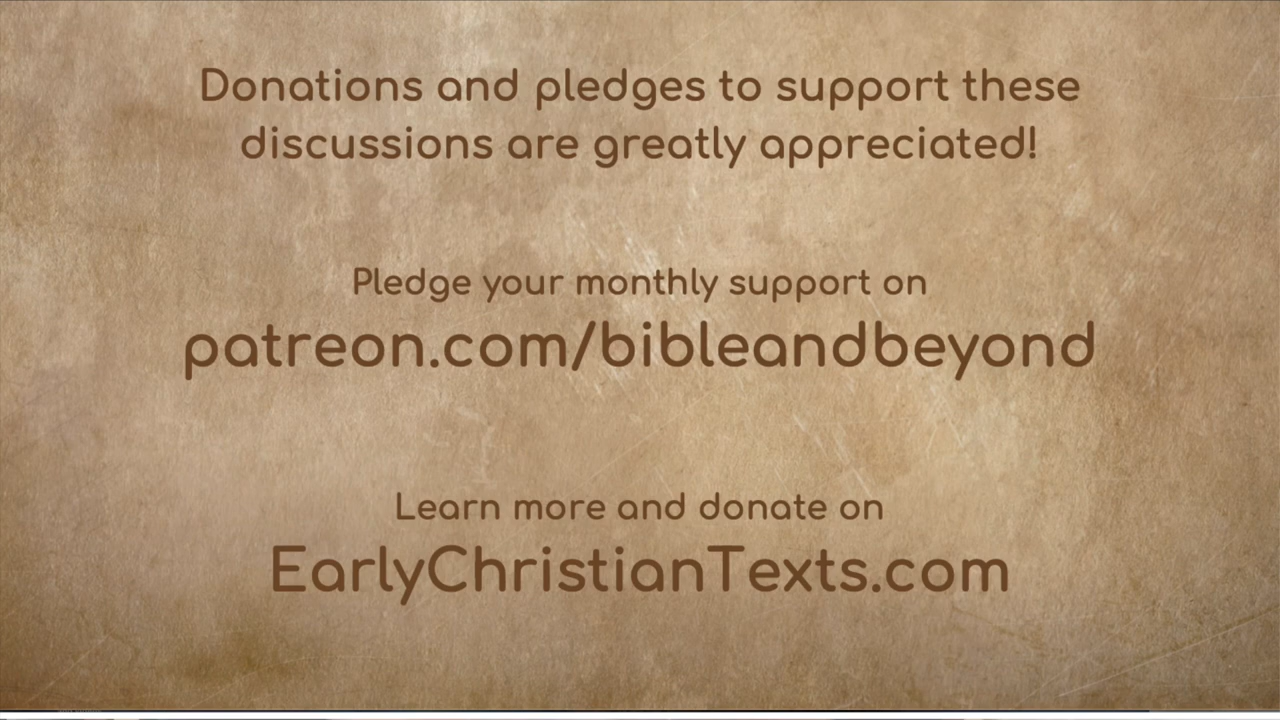 Donations and pledges to support these
discussions are greatly appreciated!
Pledge your monthly support on
patreon.com/bibleandbeyond
Learn more and donate on
EarlyChristianTexts.com